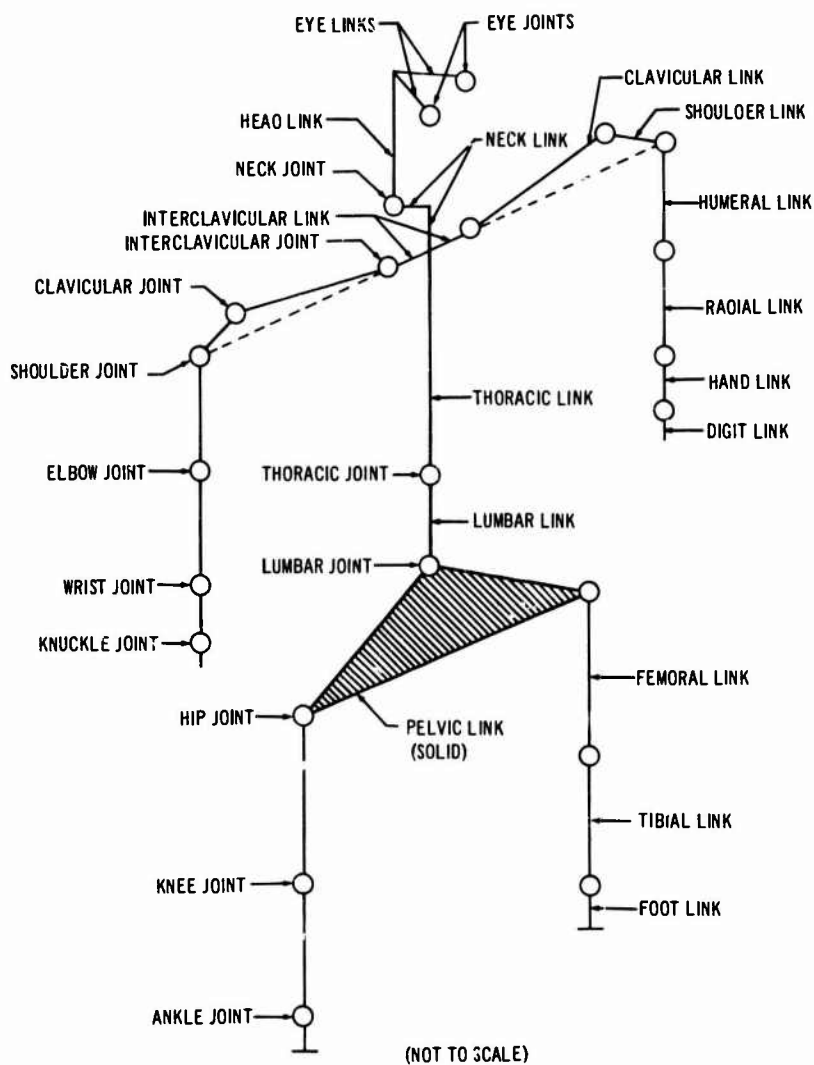 EYE LINKS
EYE JOINTS
CLAVICULAR LINK
SHOULOER LINK
HEAO LINK
NECK LINK
NECK JOINT
HUMERAL LINK
INTERCLAVICULAR LINK
INTERCLAVICULAR JOINT
CLAVICULAR JOINT
RAOIAL LINK
SHOULDER JOINT
HAND LINK
THORACIC LINK
DIGIT LINK
ELBOW JOINT
THORACIC JOINT
LUMBAR LINK
LUMBAR JOINT
WRIST JOINT
KNUCKLE JOINT
FEMORAL LINK
HIP JOINT
PELVIC LINK
(SOLID)
TIBIAL LINK
KNEE JOINT
FOOT LINK
ANKLE JOINT
(NOT TO SCALE)